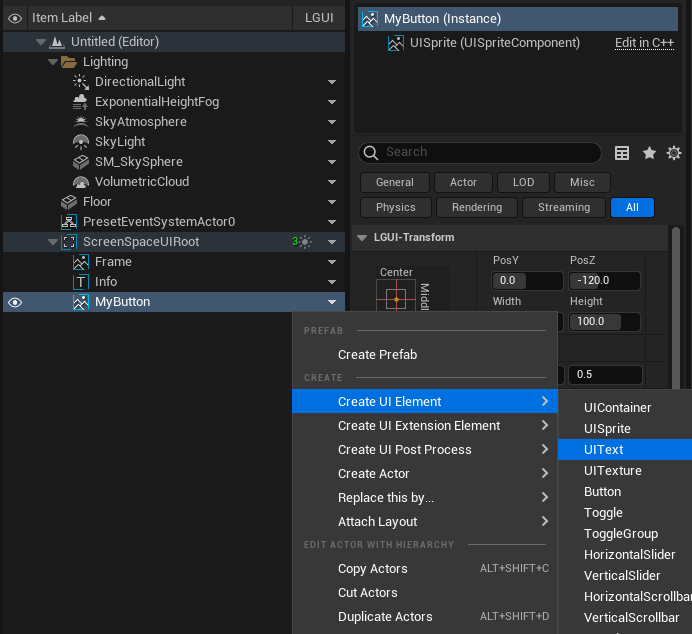 Item Label
LGUI
Untitled (Editor)
Lighting
DirectionalLight
ExponentialHeightFog
SkyAtmosphere
SkyLight
SM_SkySphere
VolumetricCloud
Floor
PresetEventSystemActor0
ScreenSpaceUIRoot
3
Frame
Info
MyButton
MyButton (Instance)
UISprite (UISpriteComponent)
Edit in C++
Search
General
Actor
LOD
Misc
Physics
Rendering
Streaming
All
LGUI-Transform
Center
PosY
PosZ
0.0
-120.0
Width
Height
100.0
0.5
PREFAB
Create Prefab
CREATE
Create UI Element
Create UI Extension Element
Create UI Post Process
Create Actor
Replace this by...
Attach Layout
EDIT ACTOR WITH HIERARCHY
Copy Actors ALT+SHIFT+C
Cut Actors
Duplicate Actors ALT+SHIFT+D
UIContainer
UISprite
UIText
UITexture
Button
Toggle
ToggleGroup
HorizontalSlider
VerticalSlider
HorizontalScrollbar
VerticalScrollbar